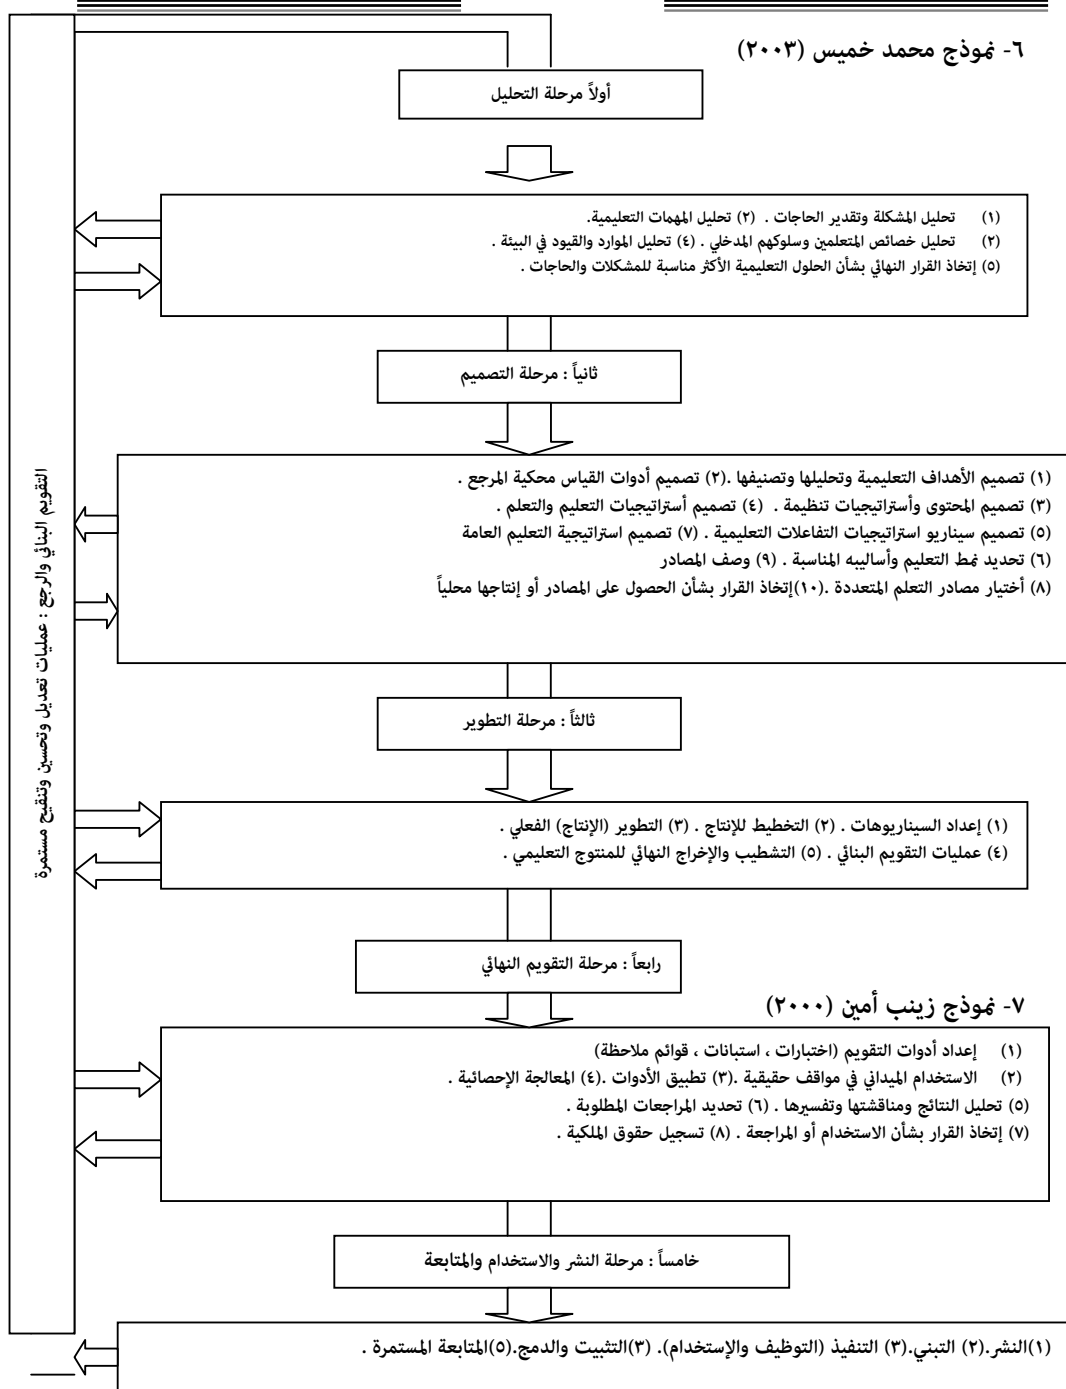 ٦- نموذج محمد خميس (٢٠٠٣)
أولاً مرحلة التحليل
(١) تحليل المشكلة وتقدير الحاجات . (٢) تحليل المهمات التعليمية.
(٢) تحليل خصائص المتعلمين وسلوكهم المدخلي . (٤) تحليل الموارد والقيود في البيئة .
(٥) إتخاذ القرار النهائي بشأن الحلول التعليمية الأكثر مناسبة للمشكلات والحاجات .
ثانياً : مرحلة التصميم
(١) تصميم الأهداف التعليمية وتحليلها وتصنيفها .(٢) تصميم أدوات القياس محكية المرجع .
(٣) تصميم المحتوى وأستراتيجيات تنظيمة . (٤) تصميم أستراتيجيات التعليم والتعلم .
(٥) تصميم سيناريو استراتيجيات التفاعلات التعليمية . (٧) تصميم استراتيجية التعليم العامة
(٦) تحديد نمط التعليم وأساليبه المناسبة . (٩) وصف المصادر
(٨) أختيار مصادر التعلم المتعددة .(١٠)إتخاذ القرار بشأن الحصول على المصادر أو إنتاجها محلياً
ثالثاً : مرحلة التطوير
(١) إعداد السيناريوهات . (٢) التخطيط للإنتاج . (٣) التطوير (الإنتاج) الفعلي .
(٤) عمليات التقويم البنائي . (٥) التشطيب والإخراج النهائي للمنتوج التعليمي .
رابعاً : مرحلة التقويم النهائي
٧- نموذج زينب أمين (٢٠٠٠)
(١) إعداد أدوات التقويم (اختبارات ، استبانات ، قوائم ملاحظة)
(٢) الاستخدام الميداني في مواقف حقيقية .(٣) تطبيق الأدوات .(٤) المعالجة الإحصائية .
(٥) تحليل النتائج ومناقشتها وتفسيرها . (٦) تحديد المراجعات المطلوبة .
(٧) إتخاذ القرار بشأن الاستخدام أو المراجعة . (٨) تسجيل حقوق الملكية .
خامساً : مرحلة النشر والاستخدام والمتابعة
(١)النشر.(٢) التبني.(٣) التنفيذ (التوظيف والإستخدام). (٣)التثبيت والدمج.(٥)المتابعة المستمرة .
التقويم البنائي والرجع : عمليات تعديل وتحسين وتنقيح مستمرة